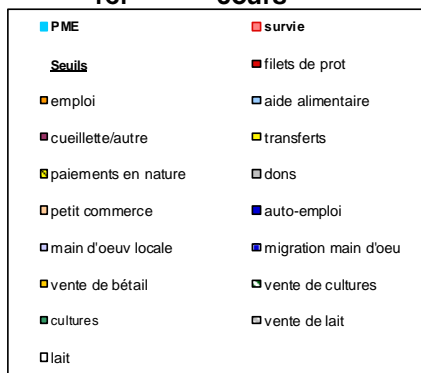 PME survie
Seuils filets de prot
emploi aide alimentaire
cueillette/autre transferts
paiements en nature dons
petit commerce auto-emploi
main d'oeuv locale migration main d'oeu
vente de bétail vente de cultures
cultures vente de lait
lait